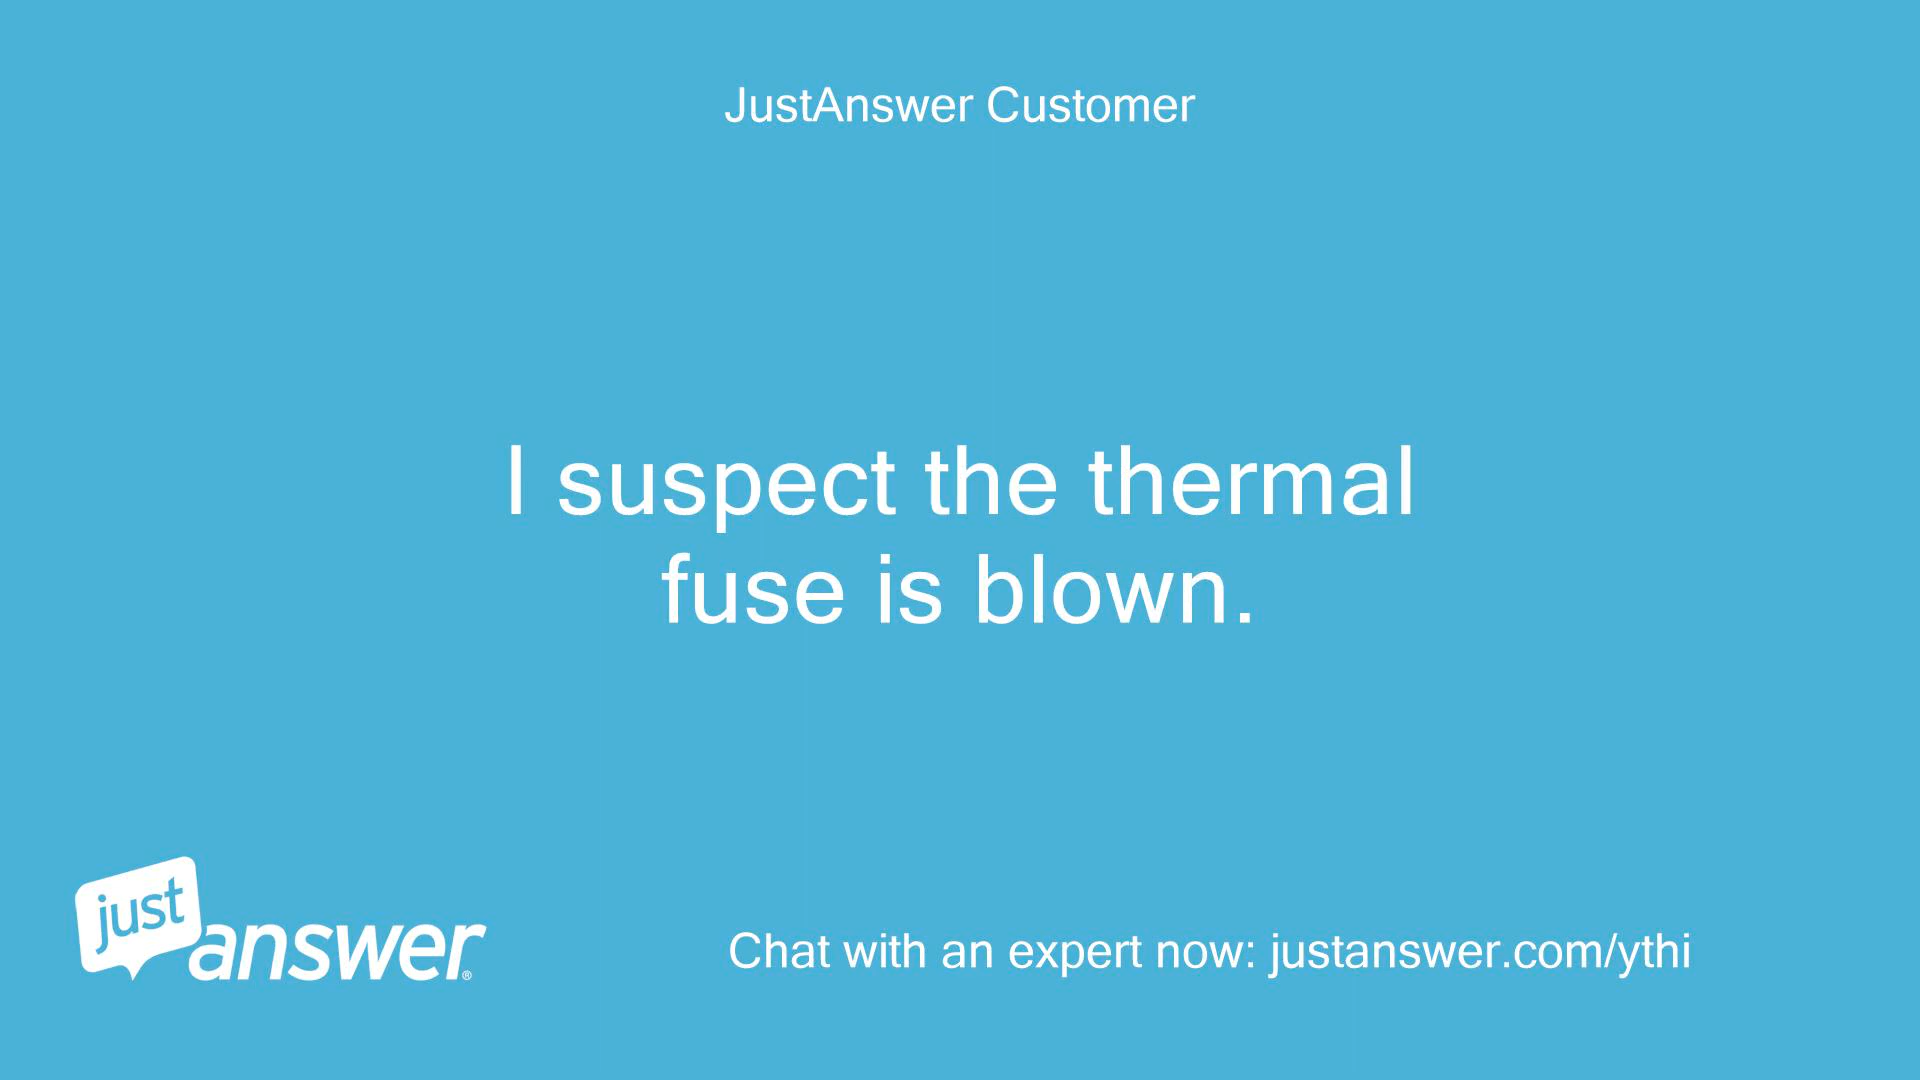 JustAnswer Customer
I suspect the thermal
fuse is blown.
just
answer®
Chat with an expert now: justanswer.com/ythi